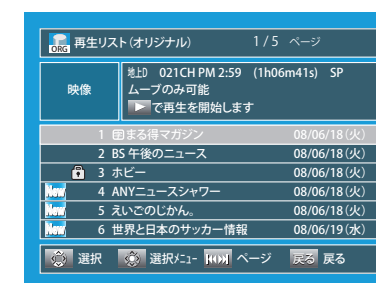 ORG 再生リスト(オリジナル) 1/5 ページ
映像
地上D 021CH PM 2:59 (1h06m41s) SP
ムーブのみ可能
▶で再生を開始します
1 まる得マガジン 08/06/18(火)
2 BS 午後のニュース 08/06/18(火)
3 ホビー 08/06/18(火)
New 4 ANYニュースシャワー 08/06/18(火)
New 5 えいごのじかん。 08/06/18(火)
New 6 世界と日本のサッカー情報 08/06/19(水)
選択 選択ﾒﾆｭｰ ページ 戻る 戻る